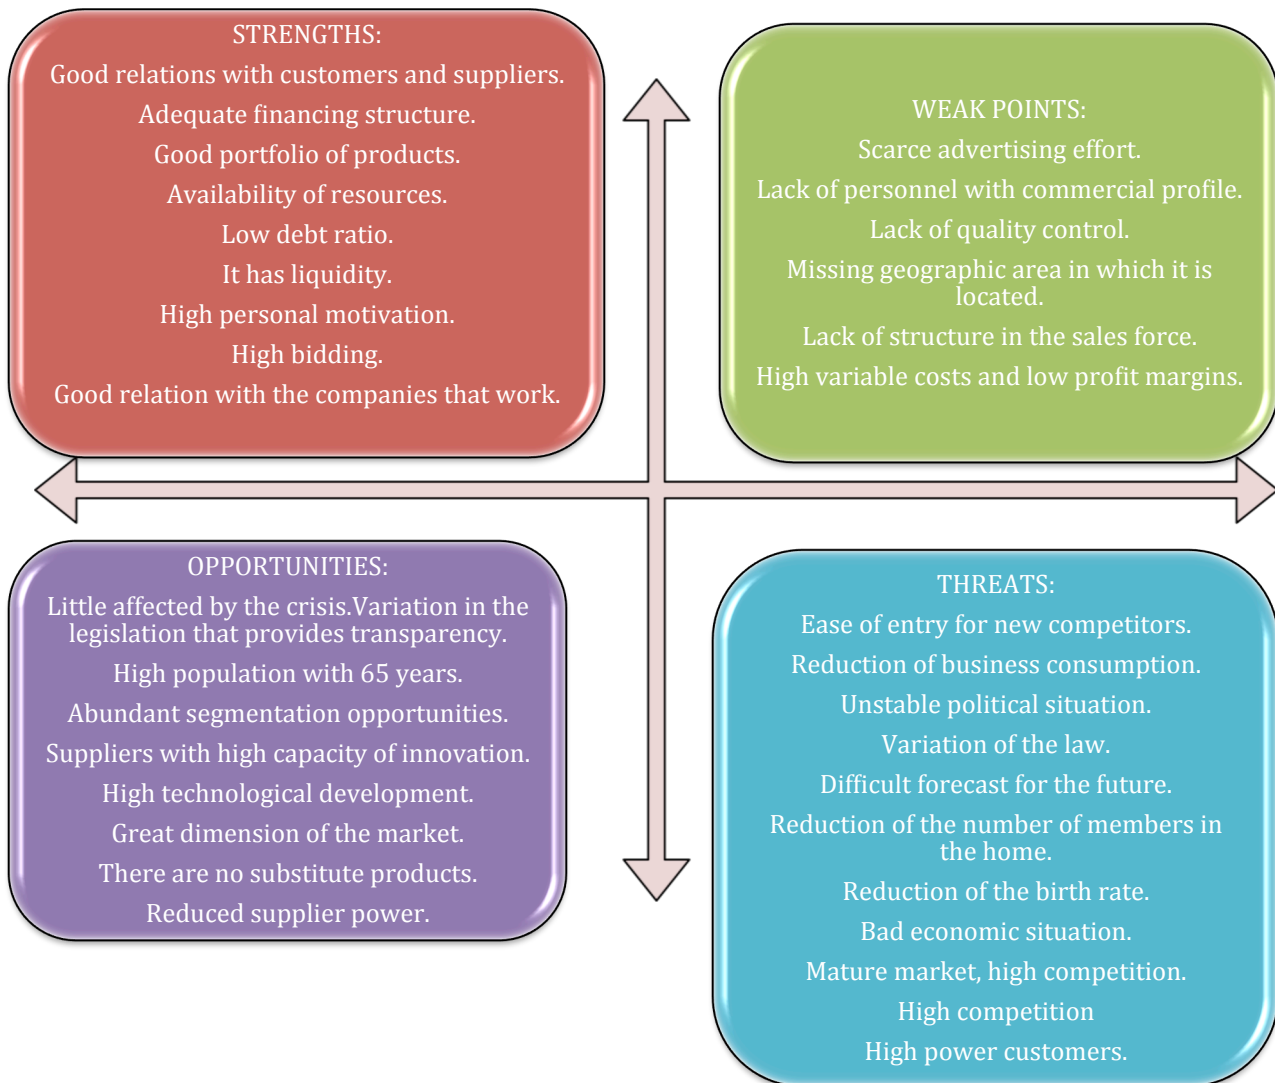 STRENGTHS:
Good relations with customers and suppliers.
Adequate financing structure.
Good portfolio of products.
Availability of resources.
Low debt ratio.
It has liquidity.
High personal motivation.
High bidding.
Good relation with the companies that work.
WEAK POINTS:
Scarce advertising effort.
Lack of personnel with commercial profile.
Lack of quality control.
Missing geographic area in which it is
located.
Lack of structure in the sales force.
High variable costs and low profit margins.
OPPORTUNITIES:
Little affected by the crisis.Variation in the
legislation that provides transparency.
High population with 65 years.
Abundant segmentation opportunities.
Suppliers with high capacity of innovation.
High technological development.
Great dimension of the market.
There are no substitute products.
Reduced supplier power.
THREATS:
Ease of entry for new competitors.
Reduction of business consumption.
Unstable political situation.
Variation of the law.
Difficult forecast for the future.
Reduction of the number of members in
the home.
Reduction of the birth rate.
Bad economic situation.
Mature market, high competition.
High competition
High power customers.